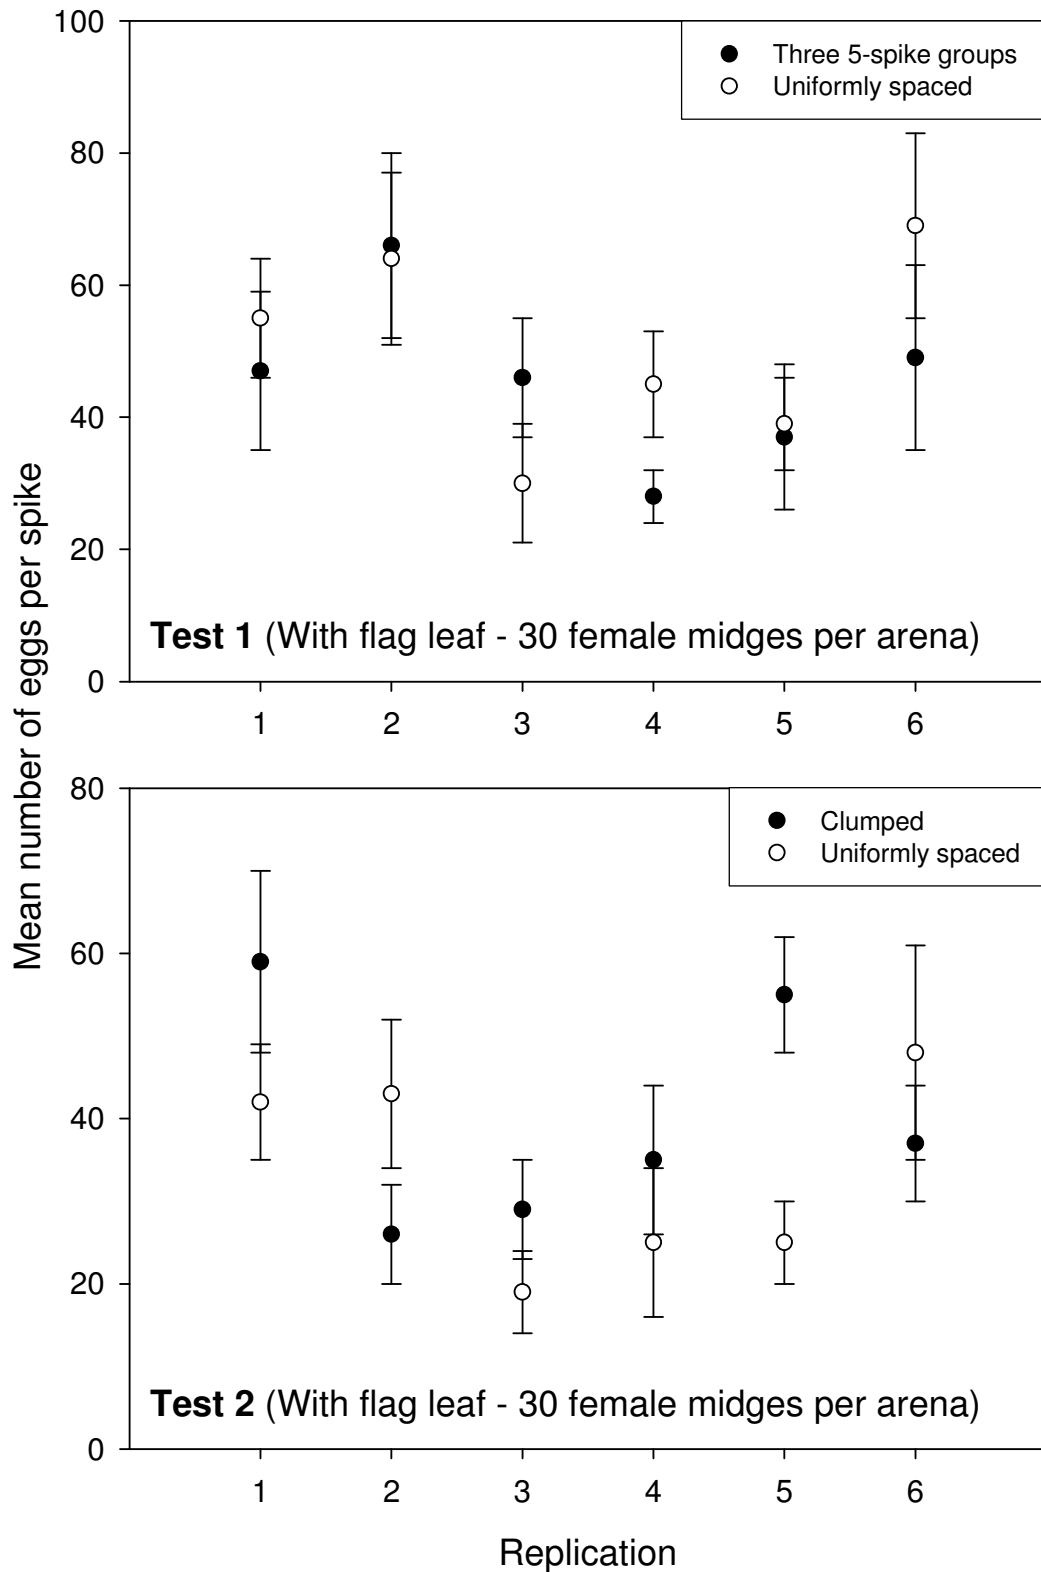 100
Three 5-spike groups
Uniformly spaced
80
60
40
20
Test 1 (With flag leaf - 30 female midges per arena)
0
1 2 3 4 5 6
Mean number of eggs per spike
80
Clumped
Uniformly spaced
60
40
20
Test 2 (With flag leaf - 30 female midges per arena)
0
1 2 3 4 5 6
Replication